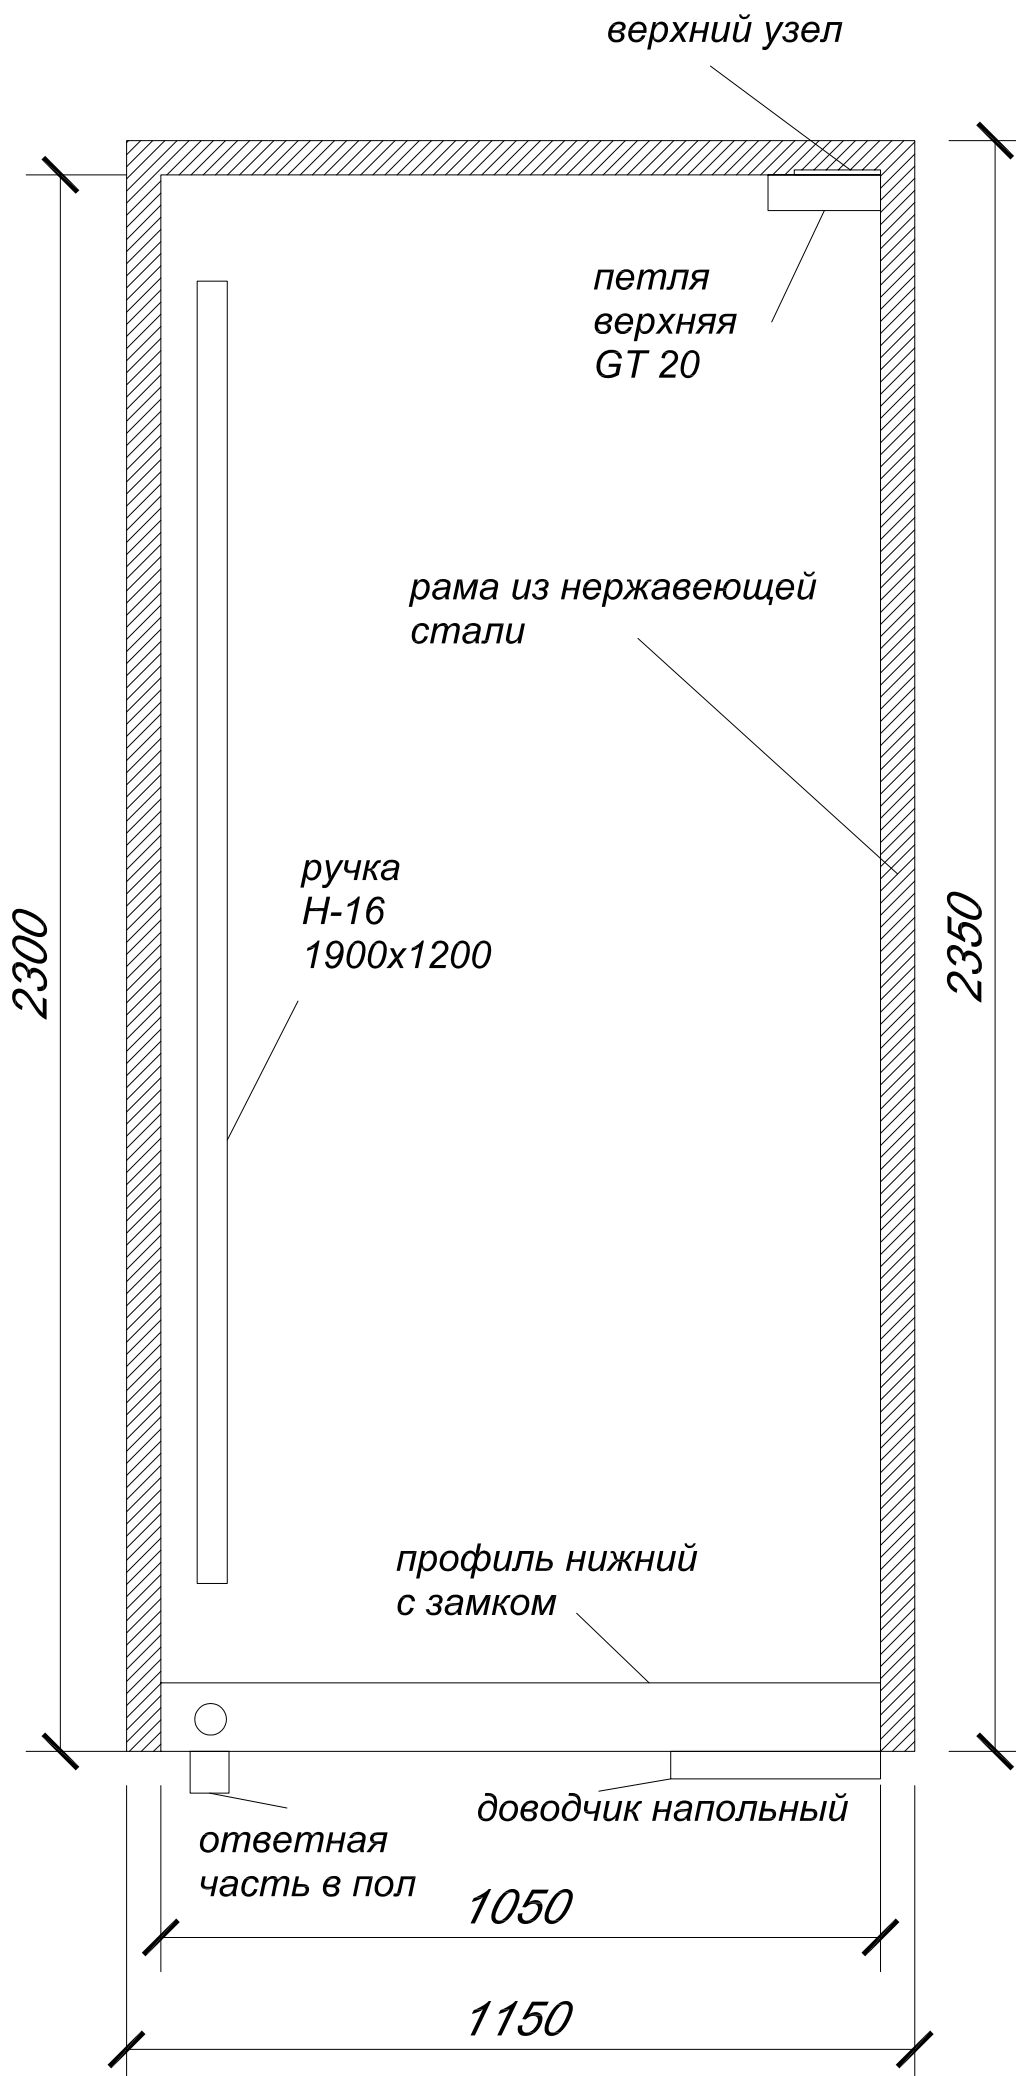 верхний узел
петля
верхняя
GT 20
рама из нержавеющей
стали
ручка
Н-16
1900х1200
2300
2350
профиль нижний
с замком
доводчик напольный
ответная
часть в пол
1050
1150